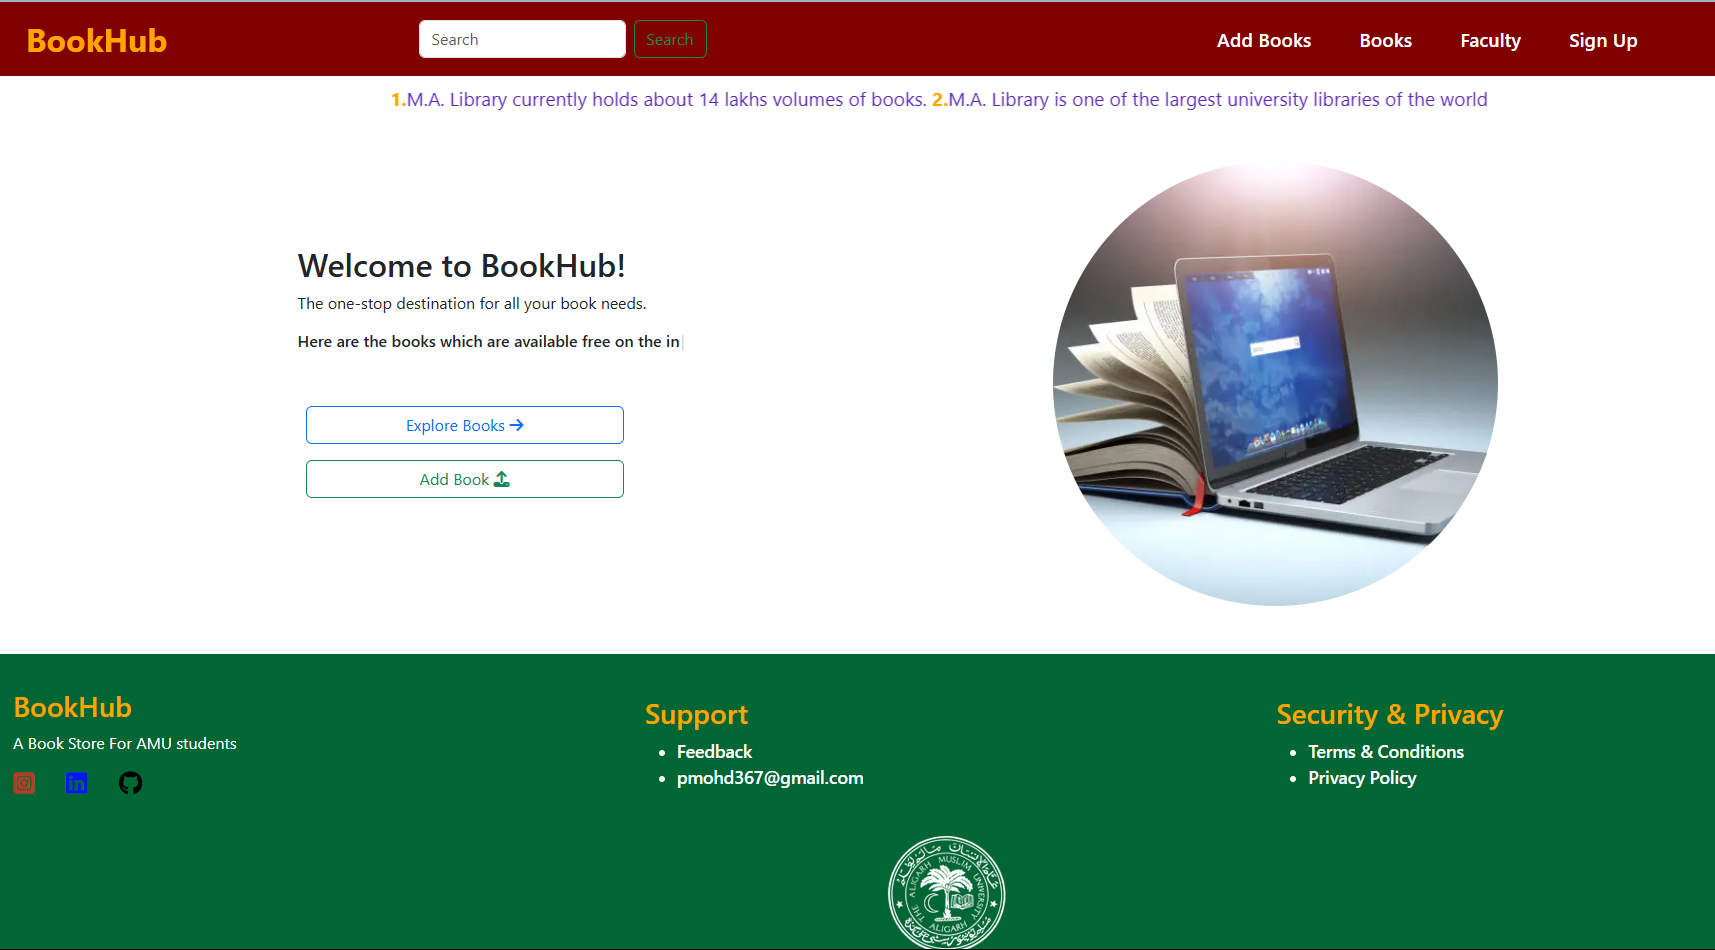 BookHub
Search
Search
Add Books
Books
Faculty
Sign Up
1.M.A. Library currently holds about 14 lakhs volumes of books. 2.M.A. Library is one of the largest university libraries of the world
Welcome to BookHub!
The one-stop destination for all your book needs.
Here are the books which are available free on the in
Explore Books
Add Book
BookHub
A Book Store For AMU students
Support
Feedback
pmohd367@gmail.com
Security & Privacy
Terms & Conditions
Privacy Policy
THE ALIGARH MUSLIM UNIVERSITY
ALIGARH